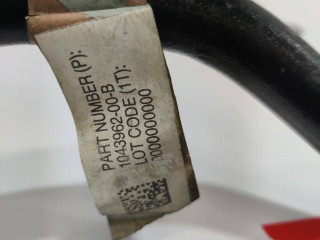 PART NUMBER (P):
1043962-00-B
LOT CODE (1T):
0000000000